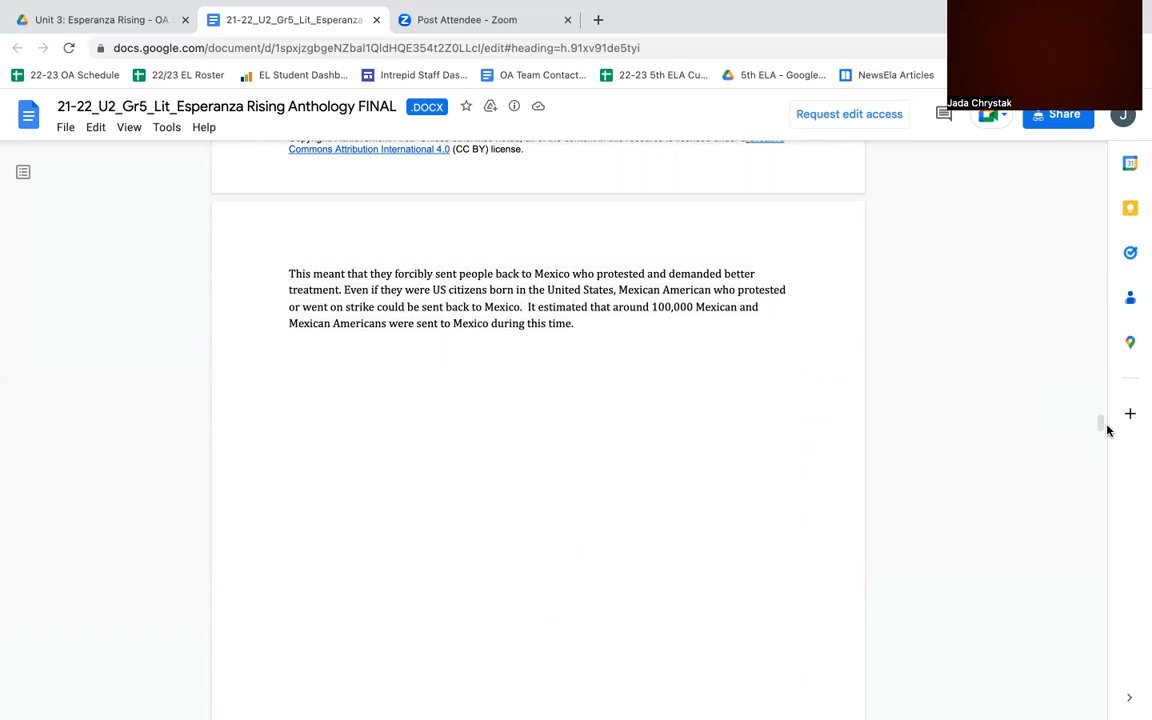 Unit 3: Esperanza Rising - OA
21-22_U2_Gr5_Lit_Esperanza
Post Attendee - Zoom
docs.google.com/document/d/1spxjzgbgeNZbal1QldHQE354t2Z0LLcl/edit#heading=h.91xv91de5tyi
22-23 OA Schedule
22/23 EL Roster
EL Student Dashb...
Intrepid Staff Das...
OA Team Contact...
22-23 5th ELA Cu...
5th ELA - Google...
NewsEla Articles
Jada Chrystak
21-22_U2_Gr5_Lit_Esperanza Rising Anthology FINAL
.DOCX
Request edit access
Share
J
File Edit View Tools Help
Commons Attribution International 4.0 (CC BY) license.
This meant that they forcibly sent people back to Mexico who protested and demanded better
treatment. Even if they were US citizens born in the United States, Mexican American who protested
or went on strike could be sent back to Mexico. It estimated that around 100,000 Mexican and
Mexican Americans were sent to Mexico during this time.
31